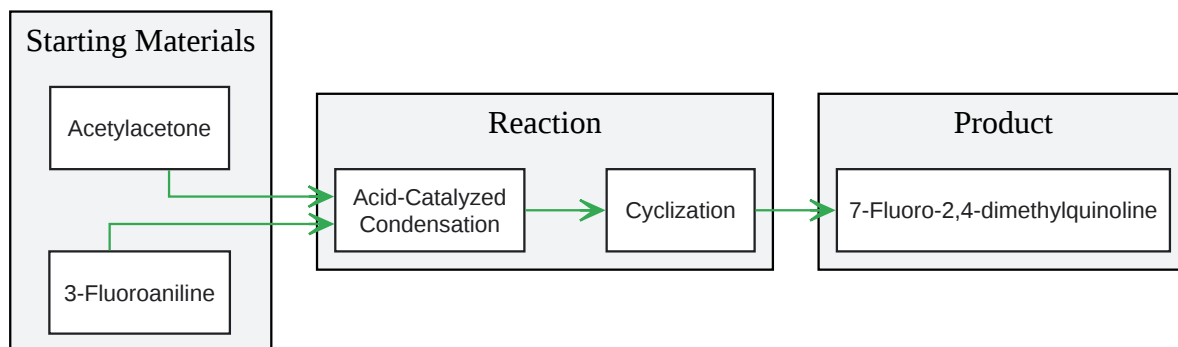 Starting Materials
Acetylacetone
3-Fluoroaniline
Reaction
Acid-Catalyzed
Condensation
Cyclization
Product
7-Fluoro-2,4-dimethylquinoline